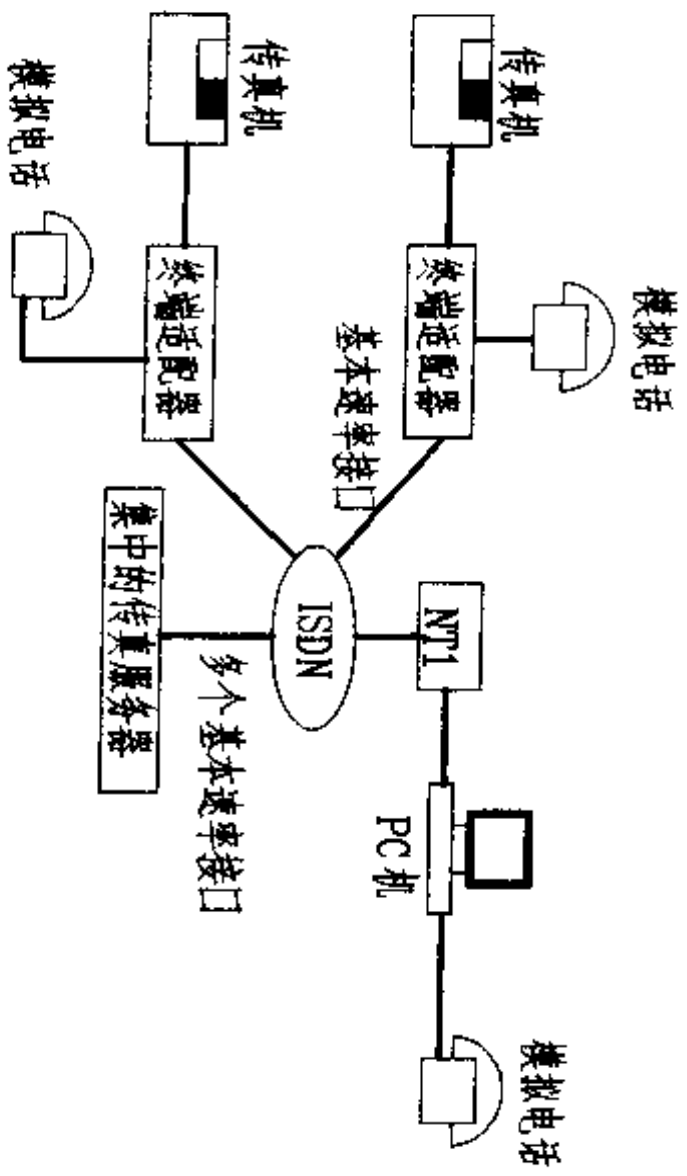 传真机
模拟电话
终端适配器
基本速率接口
NT1
PC机
模拟电话
传真机
模拟电话
终端适配器
ISDN
多个基本速率接口
集中的传真服务器